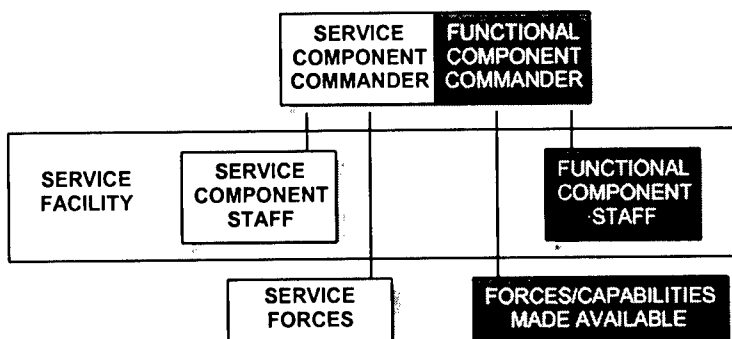 SERVICE
COMPONENT
COMMANDER
FUNCTIONAL
COMPONENT
COMMANDER
SERVICE
FACILITY
SERVICE
COMPONENT
STAFF
FUNCTIONAL
COMPONENT
STAFF
SERVICE
FORCES
FORCES/CAPABILITIES
MADE AVAILABLE